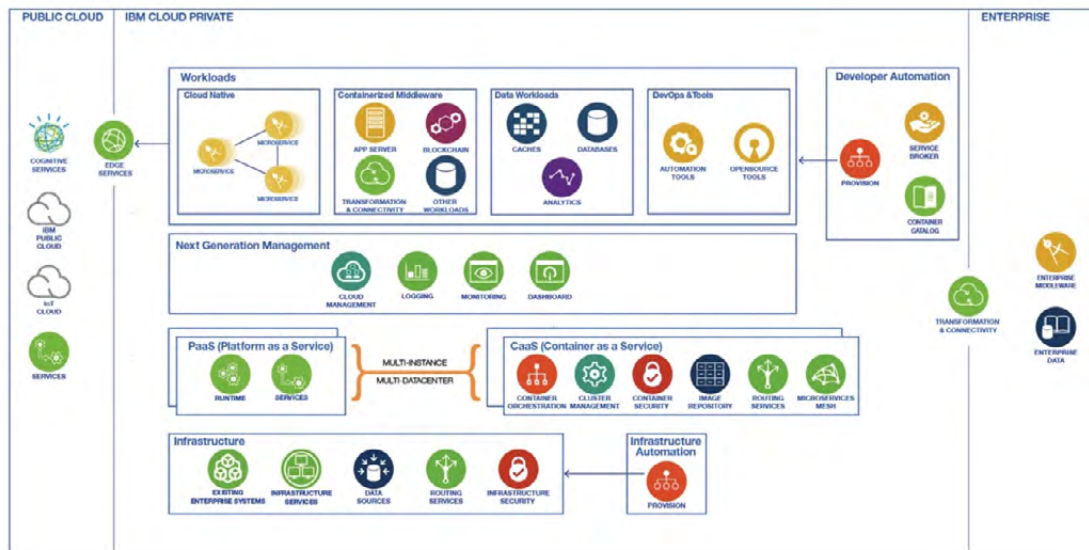 PUBLIC CLOUD
IBM CLOUD PRIVATE
ENTERPRISE
COGNITIVE
SERVICES
IBM
PUBLIC
CLOUD
IoT
CLOUD
SERVICES
EDGE
SERVICES
Workloads
Cloud Native
MICROSERVICE
MICROSERVICE
MICROSERVICE
Containerized Middleware
APP SERVER
BLOCKCHAIN
TRANSFORMATION
& CONNECTIVITY
OTHER
WORKLOADS
Data Workloads
CACHES
DATABASES
ANALYTICS
DevOps &Tools
AUTOMATION
TOOLS
OPENSOURCE
TOOLS
Developer Automation
PROVISION
SERVICE
BROKER
CONTAINER
CATALOG
Next Generation Management
CLOUD
MANAGEMENT
LOGGING
MONITORING
DASHBOARD
PaaS (Platform as a Service)
RUNTIME
SERVICES
MULTI-INSTANCE
MULTI-DATACENTER
CaaS (Container as a Service)
CONTAINER
ORCHESTRATION
CLUSTER
MANAGEMENT
CONTAINER
SECURITY
IMAGE
REPOSITORY
ROUTING
SERVICES
MICROSERVICES
MESH
Infrastructure
EXISTING
ENTERPRISE SYSTEMS
INFRASTRUCTURE
SERVICES
DATA
SOURCES
ROUTING
SERVICES
INFRASTRUCTURE
SECURITY
Infrastructure
Automation
PROVISION
TRANSFORMATION
& CONNECTIVITY
ENTERPRISE
MIDDLEWARE
ENTERPRISE
DATA